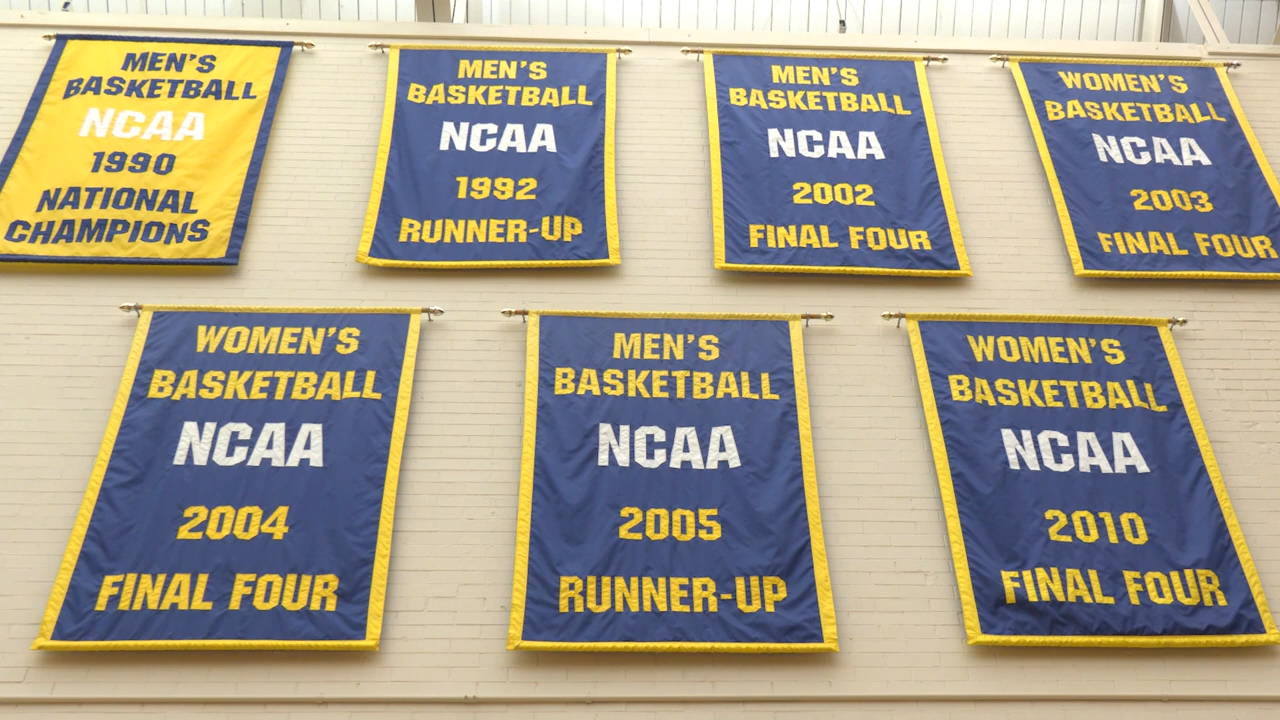 MEN'S
BASKETBALL
NCAA
1990
NATIONAL
CHAMPIONS
MEN'S
BASKETBALL
NCAA
1992
RUNNER-UP
MEN'S
BASKETBALL
NCAA
2002
FINAL FOUR
WOMEN'S
BASKETBALL
NCAA
2003
FINAL FOUR
WOMEN'S
BASKETBALL
NCAA
2004
FINAL FOUR
MEN'S
BASKETBALL
NCAA
2005
RUNNER-UP
WOMEN'S
BASKETBALL
NCAA
2010
FINAL FOUR